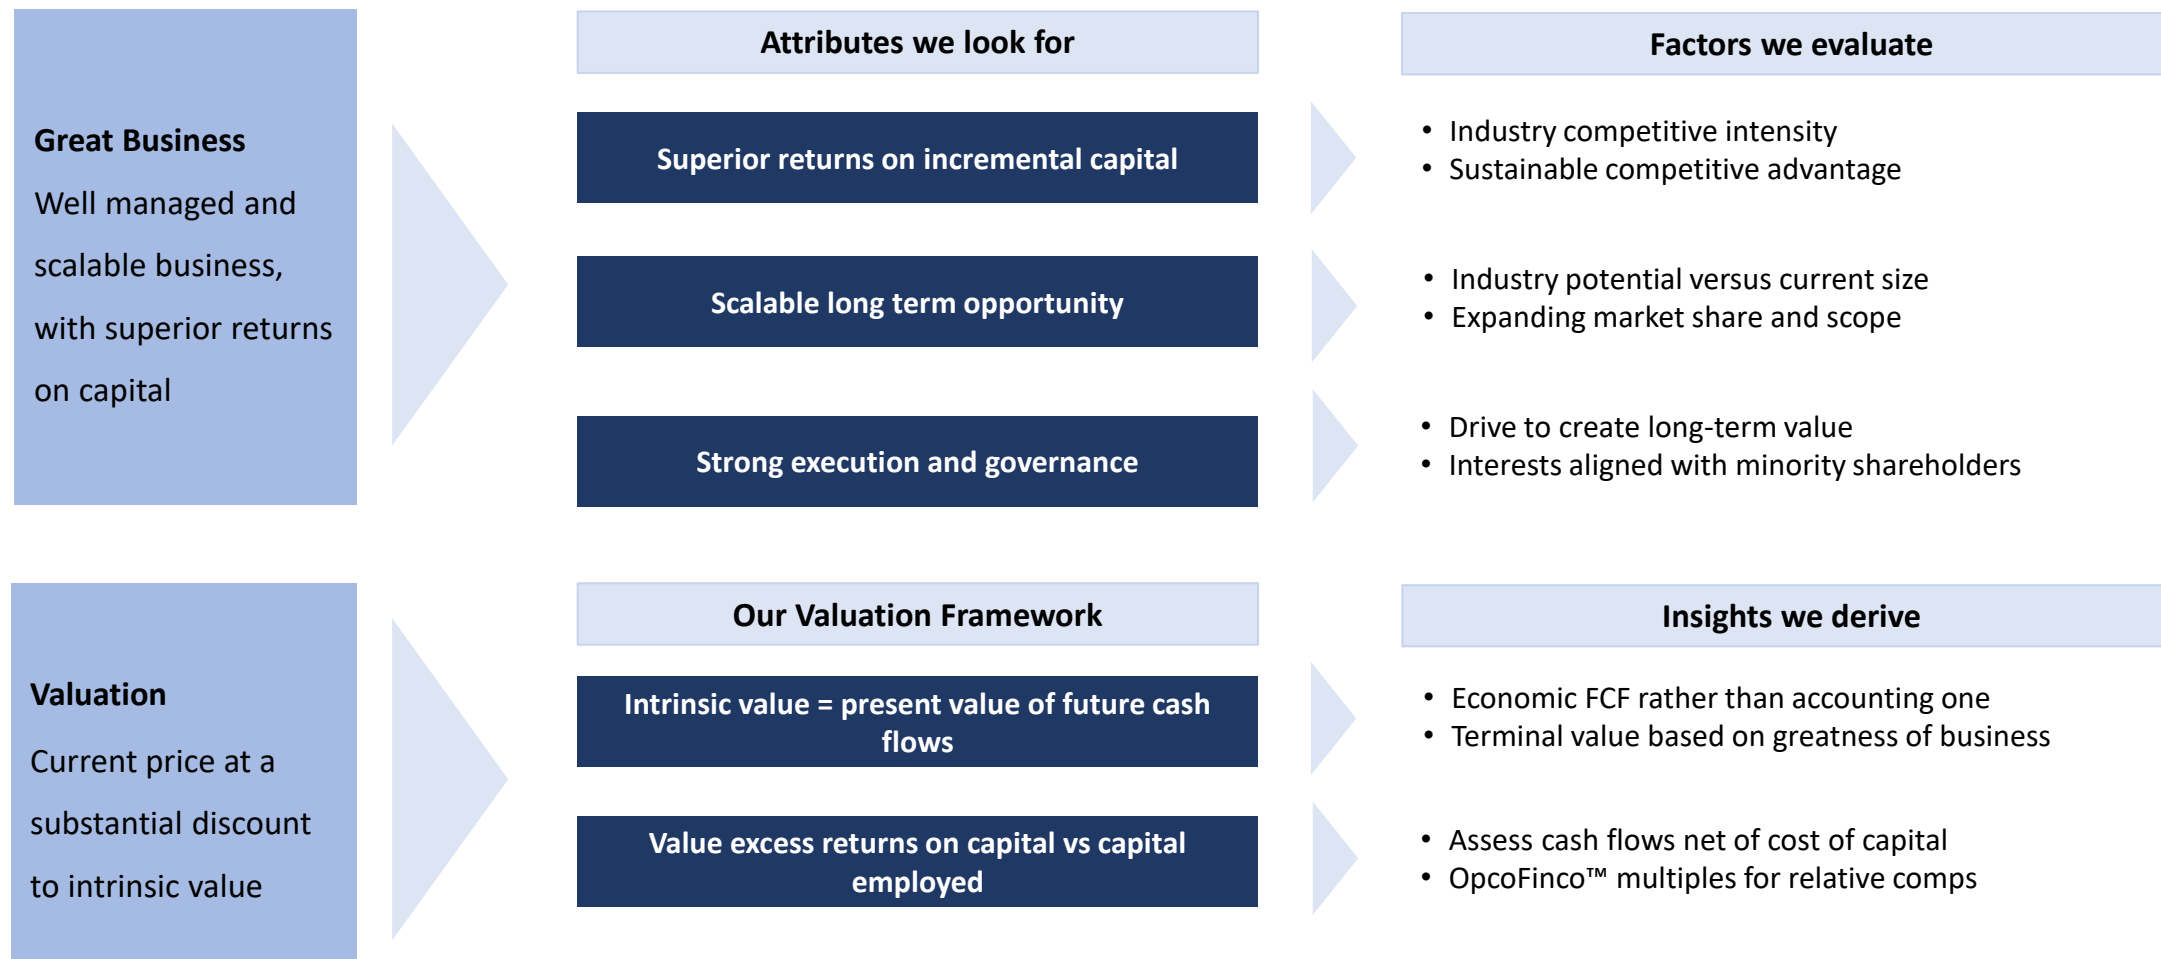 Great Business
Well managed and
scalable business,
with superior returns
on capital
Attributes we look for
Superior returns on incremental capital
Scalable long term opportunity
Strong execution and governance
Factors we evaluate
• Industry competitive intensity
• Sustainable competitive advantage
• Industry potential versus current size
• Expanding market share and scope
• Drive to create long-term value
• Interests aligned with minority shareholders
Valuation
Current price at a
substantial discount
to intrinsic value
Our Valuation Framework
Intrinsic value = present value of future cash
flows
Value excess returns on capital vs capital
employed
Insights we derive
• Economic FCF rather than accounting one
• Terminal value based on greatness of business
• Assess cash flows net of cost of capital
• OpcoFinco™ multiples for relative comps